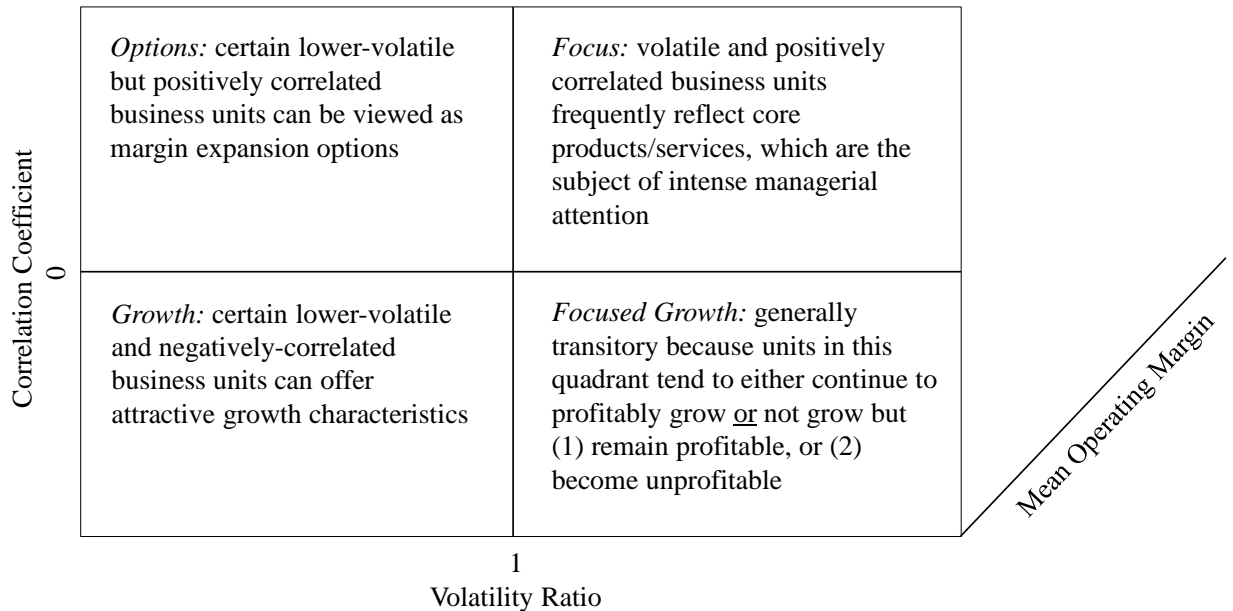 Options: certain lower-volatile
but positively correlated
business units can be viewed as
margin expansion options
Focus: volatile and positively
correlated business units
frequently reflect core
products/services, which are the
subject of intense managerial
attention
Growth: certain lower-volatile
and negatively-correlated
business units can offer
attractive growth characteristics
Focused Growth: generally
transitory because units in this
quadrant tend to either continue to
profitably grow or not grow but
(1) remain profitable, or (2)
become unprofitable
Correlation Coefficient
0
1
Volatility Ratio
Mean Operating Margin